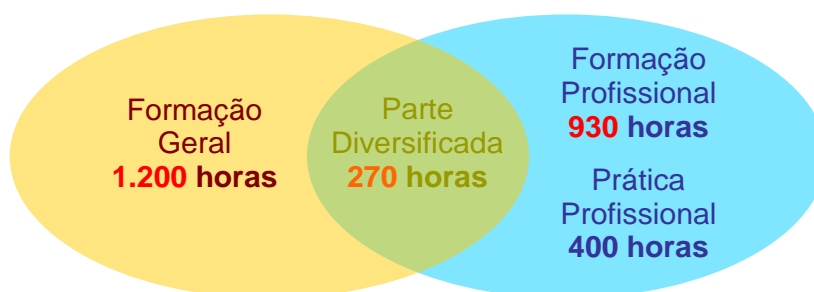 Formação
Geral
1.200 horas
Parte
Diversificada
270 horas
Formação
Profissional
930 horas
Prática
Profissional
400 horas